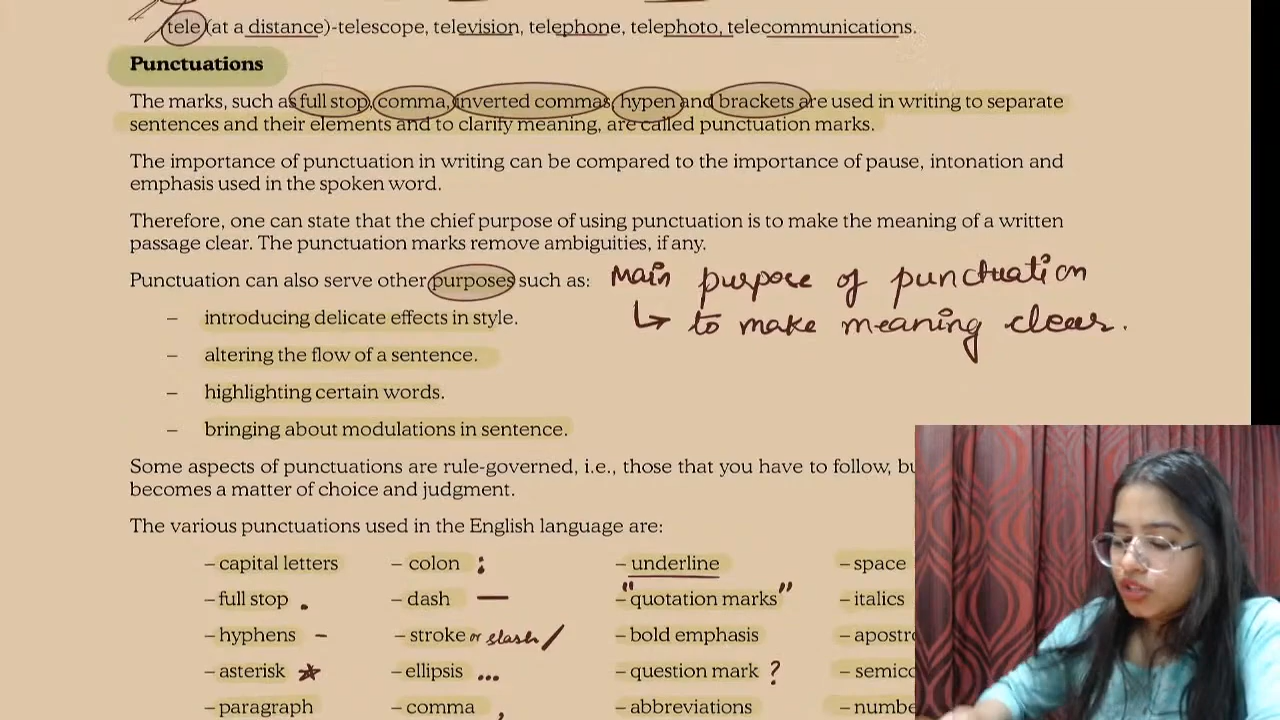 tele (at a distance)-telescope, television, telephone, telephoto, telecommunications.
Punctuations
The marks, such as full stop, comma, inverted commas, hypen and brackets are used in writing to separate
sentences and their elements and to clarify meaning, are called punctuation marks.
The importance of punctuation in writing can be compared to the importance of pause, intonation and
emphasis used in the spoken word.
Therefore, one can state that the chief purpose of using punctuation is to make the meaning of a written
passage clear. The punctuation marks remove ambiguities, if any.
Punctuation can also serve other purposes such as: Main purpose of punctuation
– introducing delicate effects in style. ↳ to make meaning clear.
– altering the flow of a sentence.
– highlighting certain words.
– bringing about modulations in sentence.
Some aspects of punctuations are rule-governed, i.e., those that you have to follow,
becomes a matter of choice and judgment.
The various punctuations used in the English language are:
– capital letters – colon : – underline – space
– full stop . – dash — – "quotation marks" – italics
– hyphens - – stroke or slash / – bold emphasis
– asterisk * – ellipsis ... – question mark ?
– paragraph – comma , – abbreviations